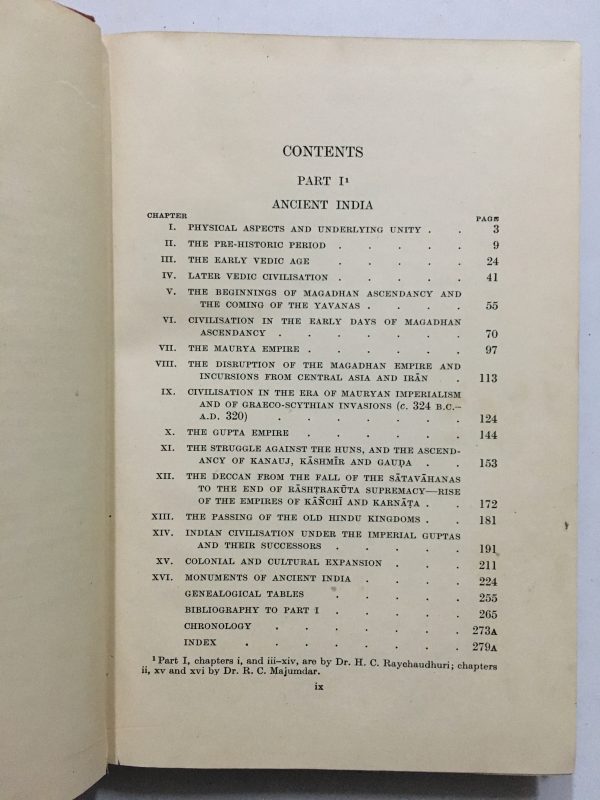 CONTENTS
PART I¹
ANCIENT INDIA
CHAPTER PAGE
I. PHYSICAL ASPECTS AND UNDERLYING UNITY . . 3
II. THE PRE-HISTORIC PERIOD . . . . . 9
III. THE EARLY VEDIC AGE . . . . . 24
IV. LATER VEDIC CIVILISATION . . . . . 41
V. THE BEGINNINGS OF MAGADHAN ASCENDANCY AND
THE COMING OF THE YAVANAS . . . . 55
VI. CIVILISATION IN THE EARLY DAYS OF MAGADHAN
ASCENDANCY . . . . . . . 70
VII. THE MAURYA EMPIRE . . . . . . 97
VIII. THE DISRUPTION OF THE MAGADHAN EMPIRE AND
INCURSIONS FROM CENTRAL ASIA AND IRĀN . 113
IX. CIVILISATION IN THE ERA OF MAURYAN IMPERIALISM
AND OF GRAECO-SCYTHIAN INVASIONS (c. 324 B.C.–
A.D. 320) . . . . . . . 124
X. THE GUPTA EMPIRE . . . . . . 144
XI. THE STRUGGLE AGAINST THE HUNS, AND THE ASCEND-
ANCY OF KANAUJ, KĀSHMĪR AND GAUḌA . . 153
XII. THE DECCAN FROM THE FALL OF THE SĀTAVĀHANAS
TO THE END OF RĀSHṬRAKŪTA SUPREMACY—RISE
OF THE EMPIRES OF KĀÑCHĪ AND KARNĀṬA . . 172
XIII. THE PASSING OF THE OLD HINDU KINGDOMS . . 181
XIV. INDIAN CIVILISATION UNDER THE IMPERIAL GUPTAS
AND THEIR SUCCESSORS . . . . . 191
XV. COLONIAL AND CULTURAL EXPANSION . . . 211
XVI. MONUMENTS OF ANCIENT INDIA . . . . 224
GENEALOGICAL TABLES . . . . . 255
BIBLIOGRAPHY TO PART I . . . . . 265
CHRONOLOGY . . . . . . . 273A
INDEX . . . . . . . . 279A
¹ Part I, chapters i, and iii–xiv, are by Dr. H. C. Raychaudhuri; chapters
ii, xv and xvi by Dr. R. C. Majumdar.
ix